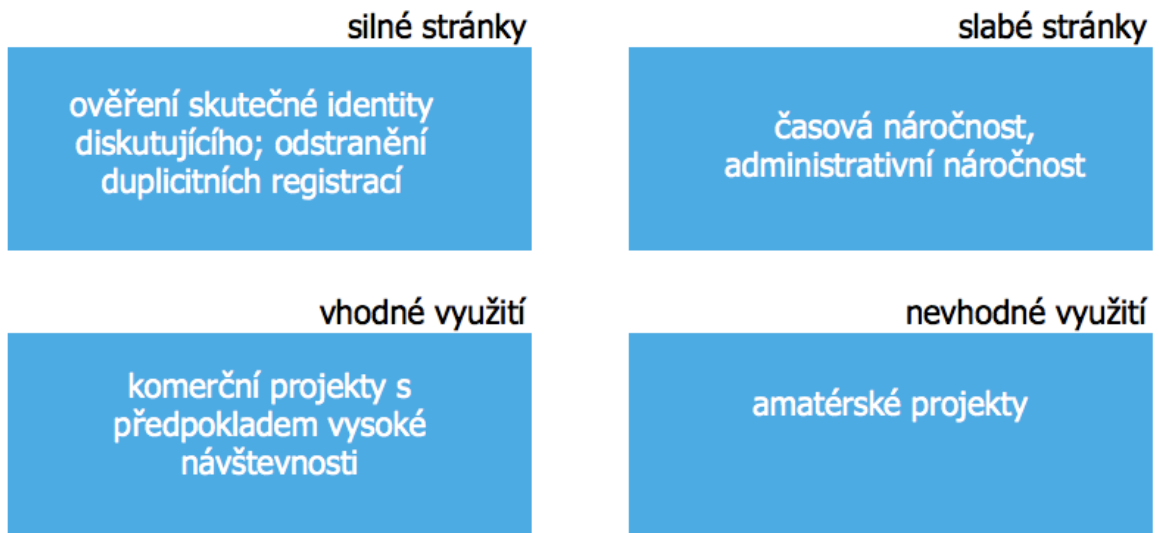 silné stránky
ověření skutečné identity
diskutujícího; odstranění
duplicitních registrací
slabé stránky
časová náročnost,
administrativní náročnost
vhodné využití
komerční projekty s
předpokladem vysoké
návštevnosti
nevhodné využití
amatérské projekty